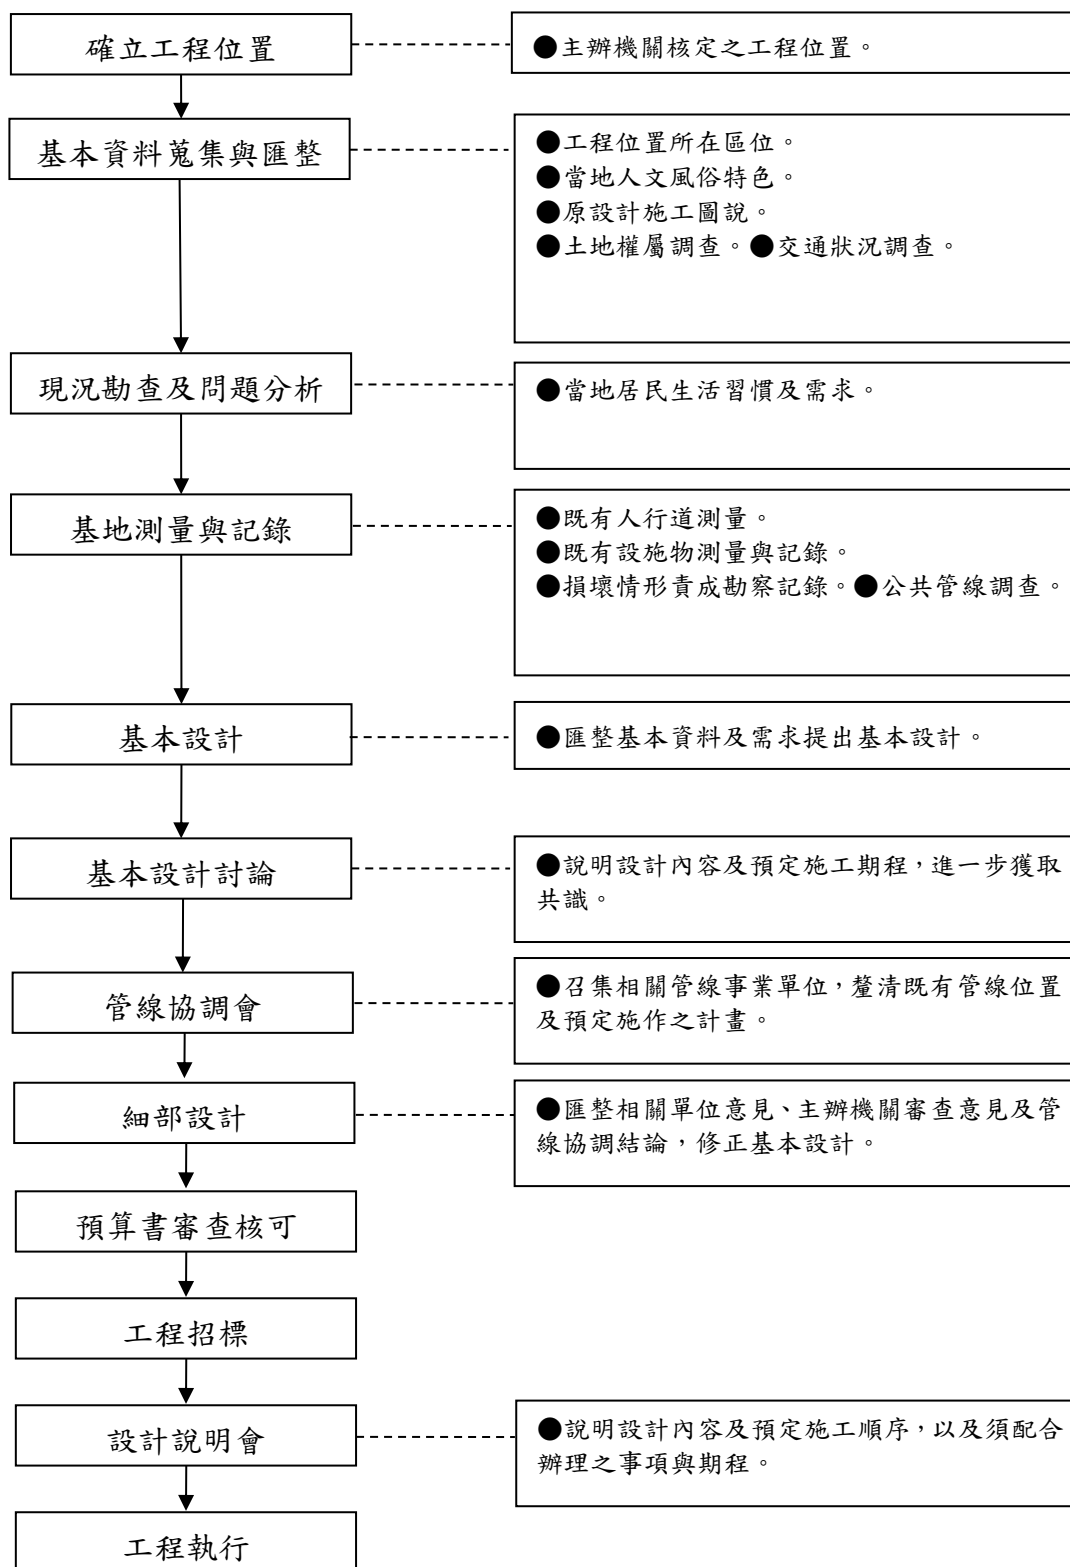 確立工程位置
●主辦機關核定之工程位置。
基本資料蒐集與匯整
●工程位置所在區位。
●當地人文風俗特色。
●原設計施工圖說。
●土地權屬調查。●交通狀況調查。
現況勘查及問題分析
●當地居民生活習慣及需求。
基地測量與記錄
●既有人行道測量。
●既有設施物測量與記錄。
●損壞情形責成勘察記錄。●公共管線調查。
基本設計
●匯整基本資料及需求提出基本設計。
基本設計討論
●說明設計內容及預定施工期程，進一步獲取
共識。
管線協調會
●召集相關管線事業單位，釐清既有管線位置
及預定施作之計畫。
細部設計
●匯整相關單位意見、主辦機關審查意見及管
線協調結論，修正基本設計。
預算書審查核可
工程招標
設計說明會
●說明設計內容及預定施工順序，以及須配合
辦理之事項與期程。
工程執行